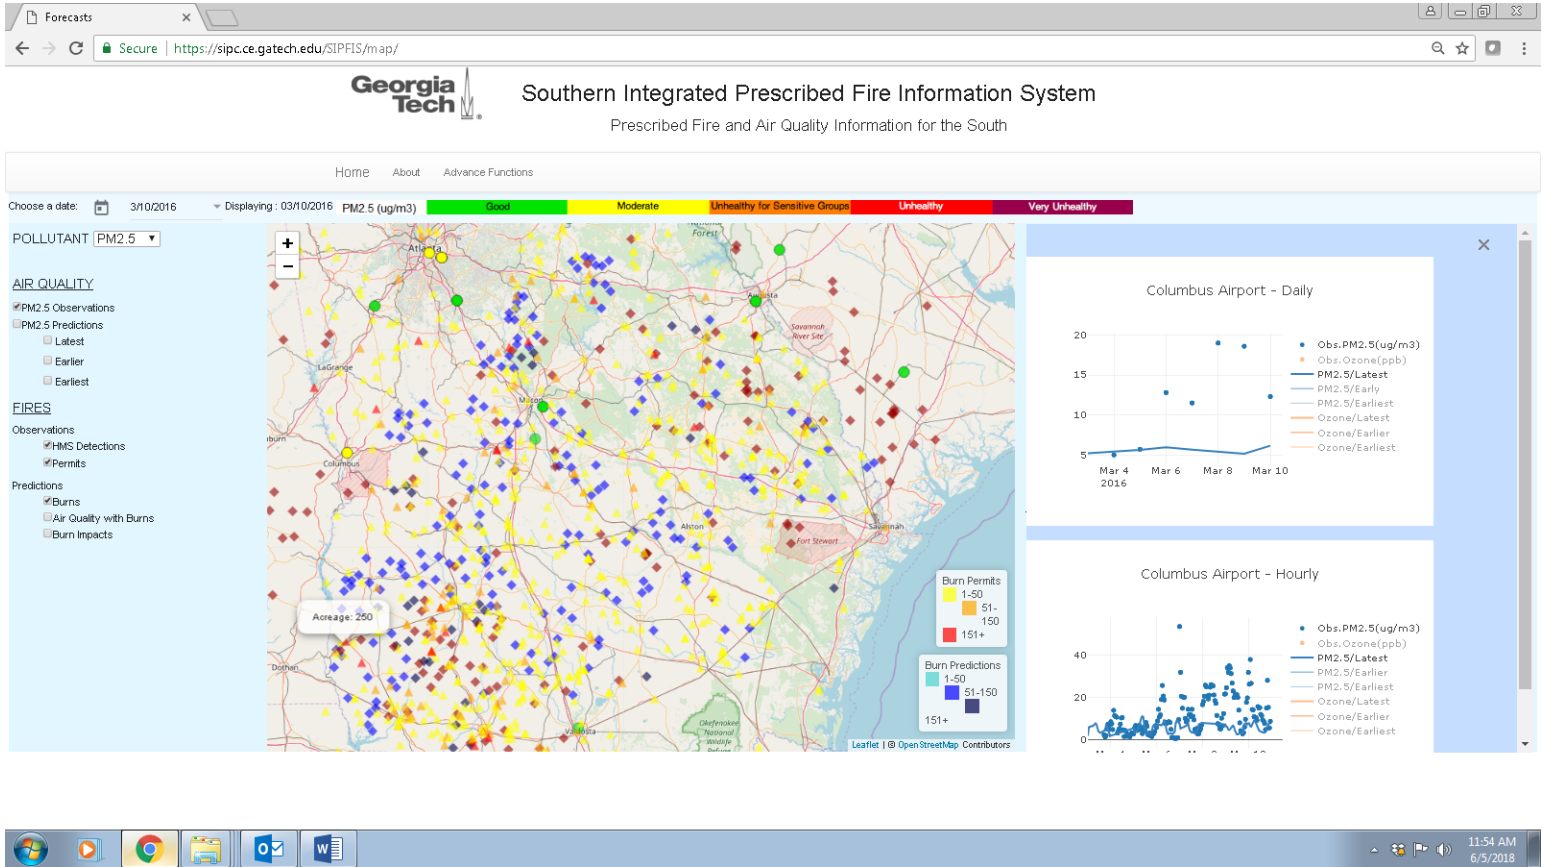 Forecasts
Secure | https://sipc.ce.gatech.edu/SIPFIS/map/
Georgia
Tech
Southern Integrated Prescribed Fire Information System
Prescribed Fire and Air Quality Information for the South
Home About Advance Functions
Choose a date: 3/10/2016 Displaying : 03/10/2016 PM2.5 (ug/m3) Good Moderate Unhealthy for Sensitive Groups Unhealthy Very Unhealthy
POLLUTANT PM2.5
AIR QUALITY
PM2.5 Observations
PM2.5 Predictions
Latest
Earlier
Earliest
FIRES
Observations
HMS Detections
Permits
Predictions
Burns
Air Quality with Burns
Burn Impacts
+
−
Forest
Atlanta
Augusta
Savannah
River Site
LaGrange
Macon
burn
Columbus
Alston
Savannah
Fort Stewart
Acreage: 250
Dothan
Valdosta
Okefenokee
National
Wildlife
Burn Permits
1-50
51-
150
151+
Burn Predictions
1-50
51-150
151+
Leaflet | © OpenStreetMap Contributors
Columbus Airport - Daily
20
15
10
5
Mar 4 Mar 6 Mar 8 Mar 10
2016
Obs.PM2.5(ug/m3)
Obs.Ozone(ppb)
PM2.5/Latest
PM2.5/Early
PM2.5/Earliest
Ozone/Latest
Ozone/Earlier
Ozone/Earliest
Columbus Airport - Hourly
40
20
0
Obs.PM2.5(ug/m3)
Obs.Ozone(ppb)
PM2.5/Latest
PM2.5/Earlier
PM2.5/Earliest
Ozone/Latest
Ozone/Earlier
Ozone/Earliest
11:54 AM
6/5/2018